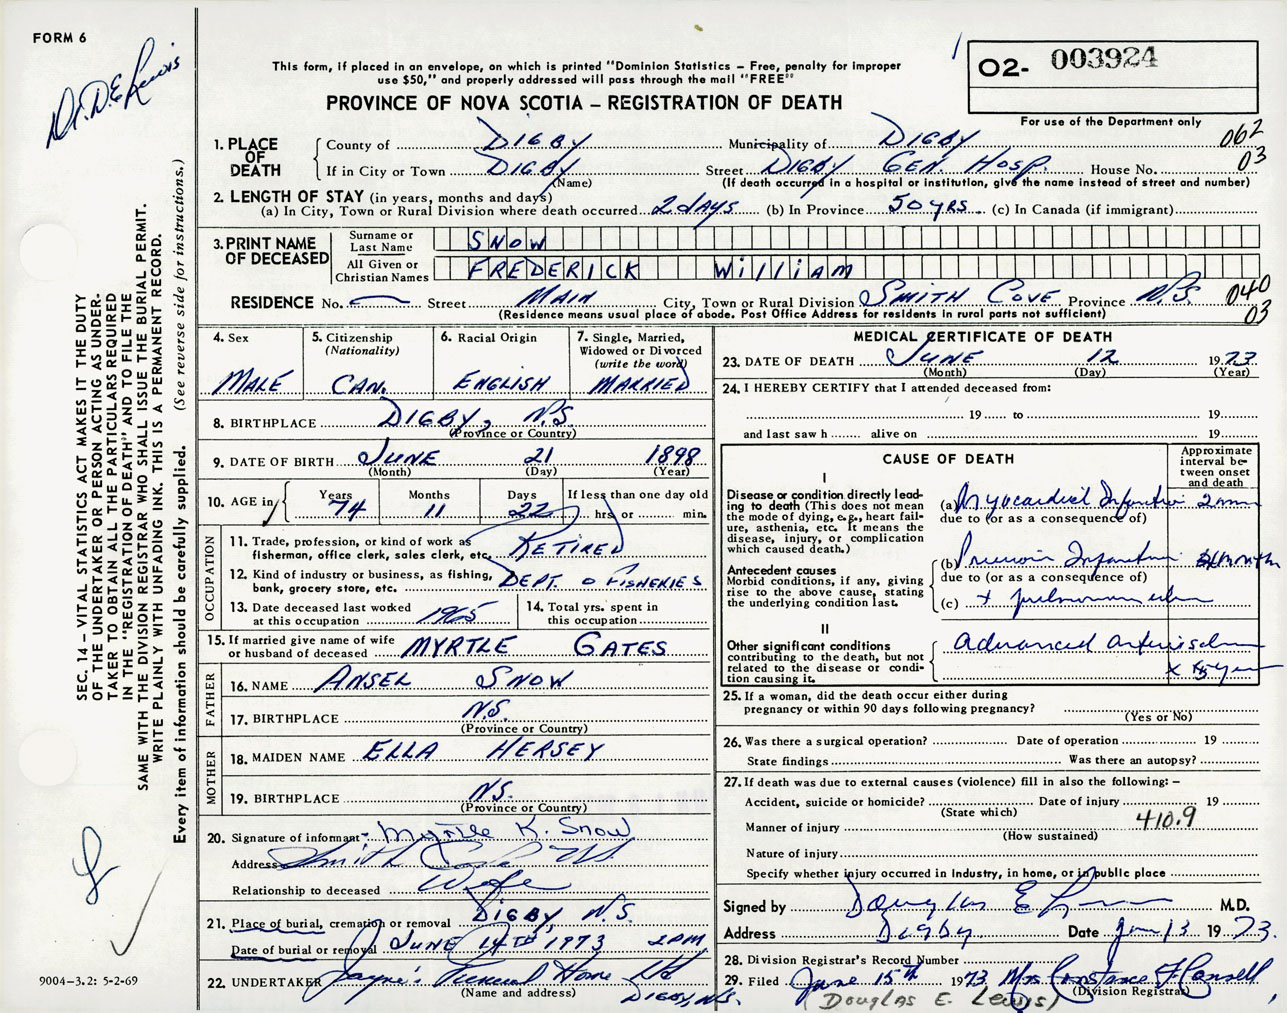 FORM 6
Dr. D. E. Lewis
This form, if placed in an envelope, on which is printed "Dominion Statistics – Free, penalty for improper
use $50," and properly addressed will pass through the mail "FREE"
PROVINCE OF NOVA SCOTIA – REGISTRATION OF DEATH
02- 003924
For use of the Department only
062
03
1. PLACE OF DEATH
County of DIGBY Municipality of DIGBY
If in City or Town DIGBY Street DIGBY GEN. HOSP. House No.
(Name) (If death occurred in a hospital or institution, give the name instead of street and number)
2. LENGTH OF STAY (in years, months and days)
(a) In City, Town or Rural Division where death occurred 2 days (b) In Province 50 YRS. (c) In Canada (if immigrant)
3. PRINT NAME OF DECEASED
Surname or Last Name SNOW
All Given or Christian Names FREDERICK WILLIAM
RESIDENCE No. Street MAIN City, Town or Rural Division SMITH COVE Province N.S.
(Residence means usual place of abode. Post Office Address for residents in rural parts not sufficient)
040
03
4. Sex
MALE
5. Citizenship
(Nationality)
CAN.
6. Racial Origin
ENGLISH
7. Single, Married,
Widowed or Divorced
(write the word)
MARRIED
8. BIRTHPLACE DIGBY, N.S
(Province or Country)
9. DATE OF BIRTH JUNE 21 1898
(Month) (Day) (Year)
10. AGE in
Years Months Days If less than one day old
74 11 22 hrs. or min.
OCCUPATION
11. Trade, profession, or kind of work as
fisherman, office clerk, sales clerk, etc. RETIRED
12. Kind of industry or business, as fishing,
bank, grocery store, etc. DEPT. O FISHERIES
13. Date deceased last worked
at this occupation 1965
14. Total yrs. spent in
this occupation
15. If married give name of wife
or husband of deceased MYRTLE GATES
FATHER
16. NAME ANSEL SNOW
17. BIRTHPLACE N.S.
(Province or Country)
MOTHER
18. MAIDEN NAME ELLA HERSEY
19. BIRTHPLACE N.S.
(Province or Country)
20. Signature of informant Myrtle K. Snow
Address Smith Cove N.S.
Relationship to deceased Wife
21. Place of burial, cremation or removal DIGBY, N.S.
Date of burial or removal JUNE 14TH 1973 2PM
22. UNDERTAKER Jayne's Funeral Home
(Name and address) DIGBY, N.S.
MEDICAL CERTIFICATE OF DEATH
23. DATE OF DEATH JUNE 12 1973
(Month) (Day) (Year)
24. I HEREBY CERTIFY that I attended deceased from:
19 to 19
and last saw h alive on 19
CAUSE OF DEATH
Approximate
interval be-
tween onset
and death
I
Disease or condition directly lead-
ing to death (This does not mean
the mode of dying, e.g., heart fail-
ure, asthenia, etc. It means the
disease, injury, or complication
which caused death.)
(a) Myocardial Infarction
due to (or as a consequence of)
Antecedent causes
Morbid conditions, if any, giving
rise to the above cause, stating
the underlying condition last.
(b) Previous Infarction
due to (or as a consequence of)
(c) + pulmonary edema
II
Other significant conditions
contributing to the death, but not
related to the disease or condi-
tion causing it.
Advanced
25. If a woman, did the death occur either during
pregnancy or within 90 days following pregnancy?
(Yes or No)
26. Was there a surgical operation? Date of operation 19
State findings Was there an autopsy?
27. If death was due to external causes (violence) fill in also the following: –
Accident, suicide or homicide? Date of injury 19
(State which)
Manner of injury 410.9
(How sustained)
Nature of injury
Specify whether injury occurred in Industry, in home, or in public place
Signed by Douglas E L M.D.
Address Digby Date Jun 13 1973.
28. Division Registrar's Record Number
29. Filed June 15th 1973 Mrs Constance F. Connell
(Division Registrar)
(Douglas E. Lewis)
SEC. 14 – VITAL STATISTICS ACT MAKES IT THE DUTY
OF THE UNDERTAKER OR PERSON ACTING AS UNDER-
TAKER TO OBTAIN ALL THE PARTICULARS REQUIRED
IN THE "REGISTRATION OF DEATH" AND TO FILE THE
SAME WITH THE DIVISION REGISTRAR WHO SHALL ISSUE THE BURIAL PERMIT.
WRITE PLAINLY WITH UNFADING INK. THIS IS A PERMANENT RECORD.
Every item of information should be carefully supplied. (See reverse side for instructions.)
9004–3.2: 5-2-69